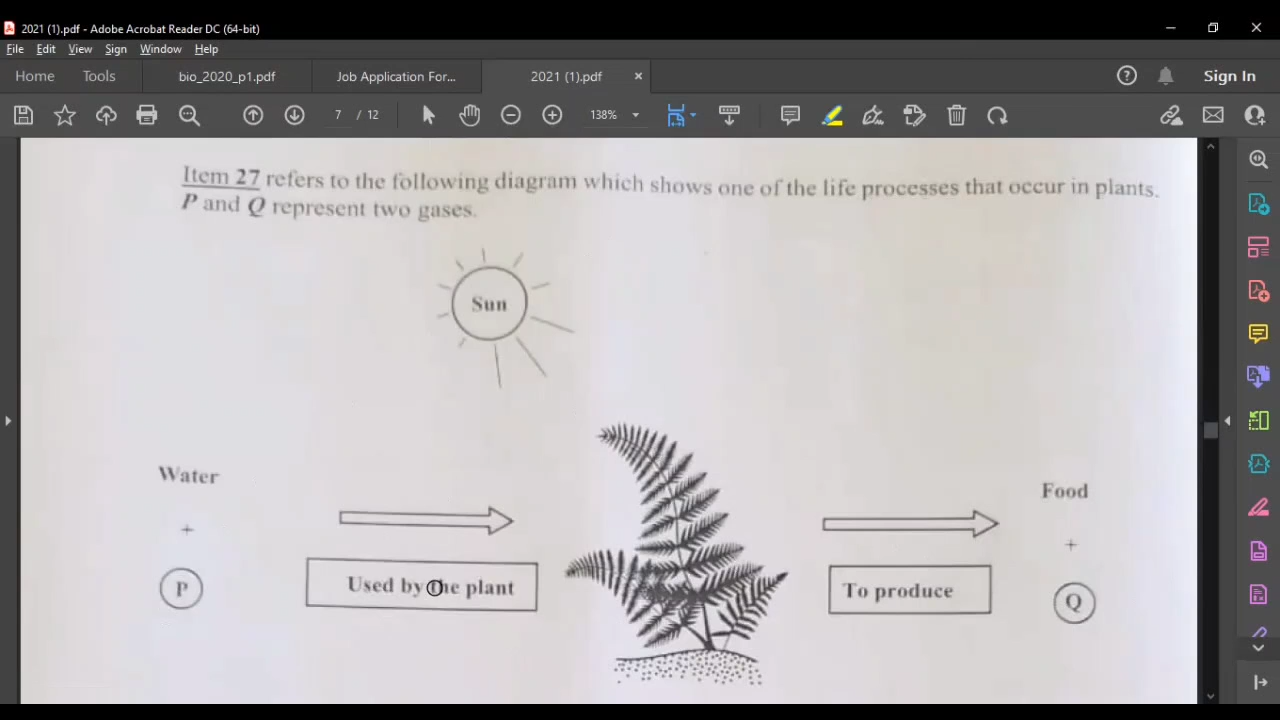 2021 (1).pdf - Adobe Acrobat Reader DC (64-bit)
File Edit View Sign Window Help
Home Tools bio_2020_p1.pdf Job Application For... 2021 (1).pdf Sign In
7 / 12 138%
Item 27 refers to the following diagram which shows one of the life processes that occur in plants.
P and Q represent two gases.
Sun
Water
+
P
Used by the plant
To produce
Food
+
Q